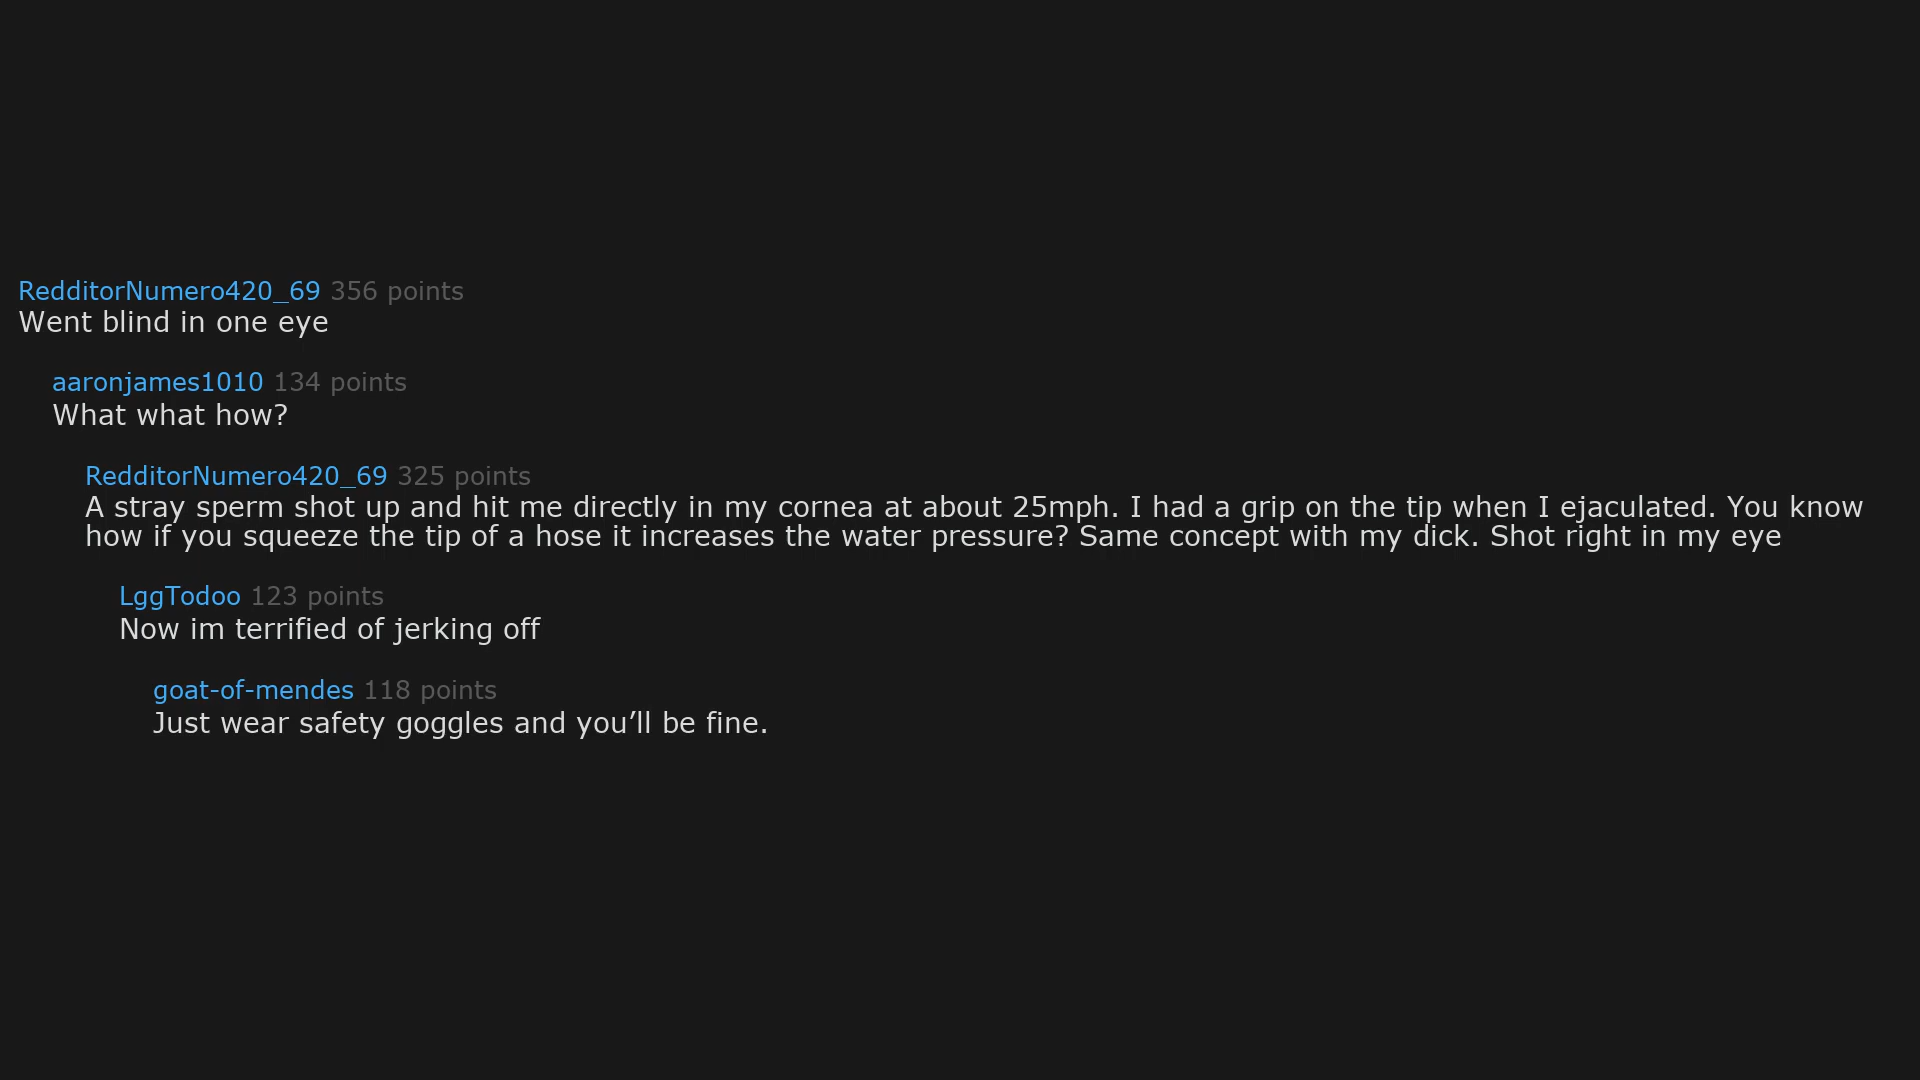 RedditorNumero420_69 356 points
Went blind in one eye
aaronjames1010 134 points
What what how?
RedditorNumero420_69 325 points
A stray sperm shot up and hit me directly in my cornea at about 25mph. I had a grip on the tip when I ejaculated. You know
how if you squeeze the tip of a hose it increases the water pressure? Same concept with my dick. Shot right in my eye
LggTodoo 123 points
Now im terrified of jerking off
goat-of-mendes 118 points
Just wear safety goggles and you’ll be fine.